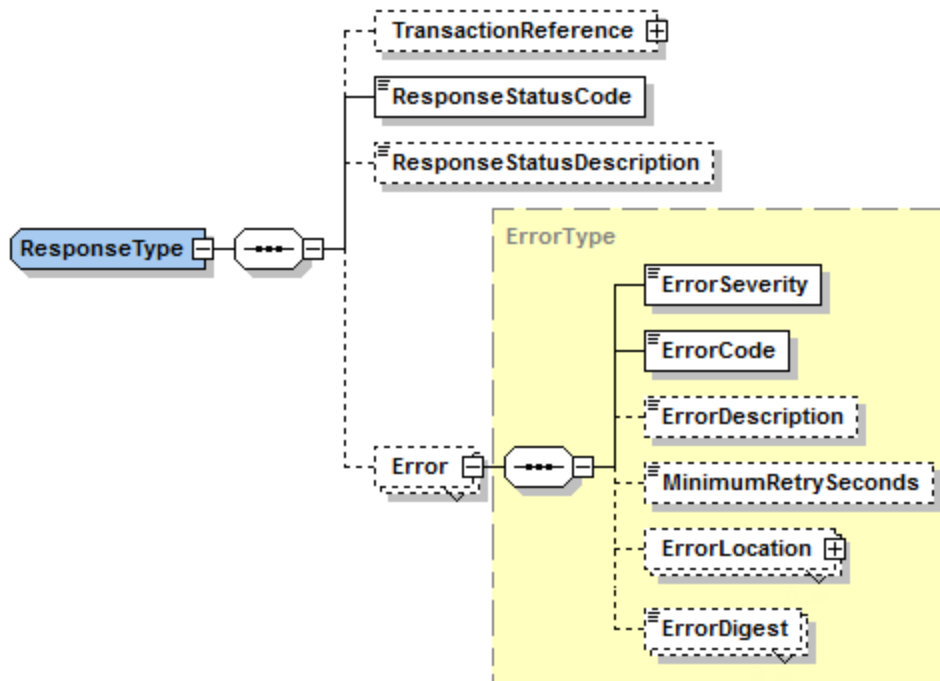 TransactionReference
ResponseStatusCode
ResponseStatusDescription
ResponseType
ErrorType
ErrorSeverity
ErrorCode
ErrorDescription
Error
MinimumRetrySeconds
ErrorLocation
ErrorDigest